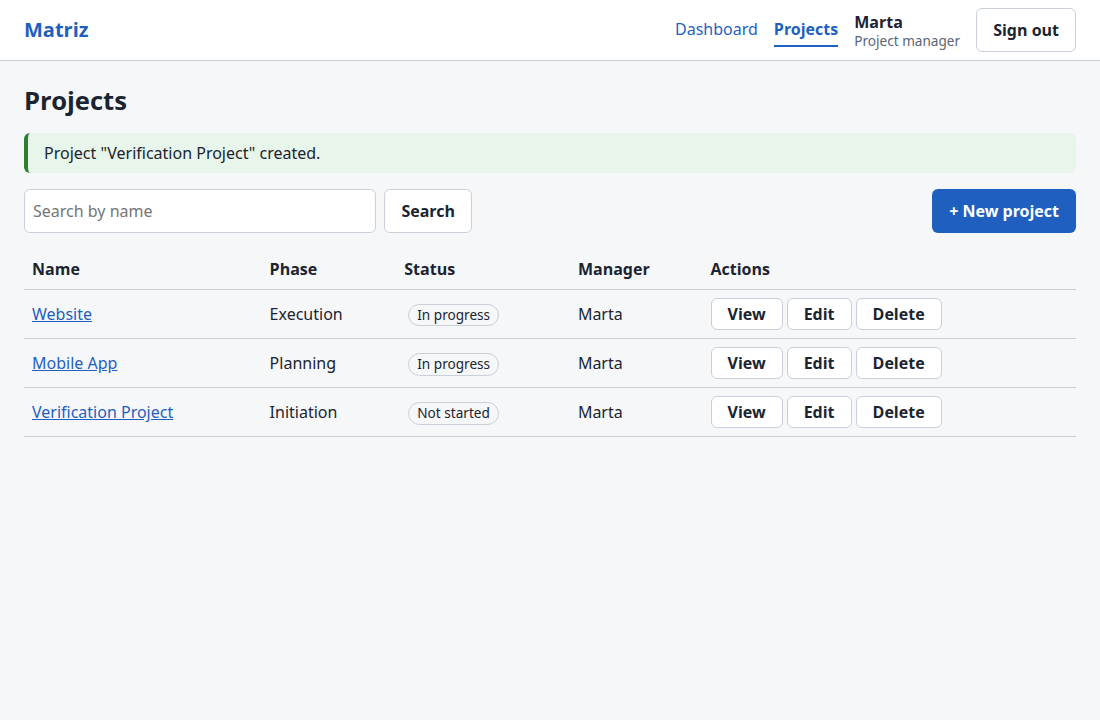 Matriz
Dashboard Projects Marta
Project manager
Sign out
Projects
Project "Verification Project" created.
Search by name Search + New project
Name Phase Status Manager Actions
Website Execution In progress Marta View Edit Delete
Mobile App Planning In progress Marta View Edit Delete
Verification Project Initiation Not started Marta View Edit Delete